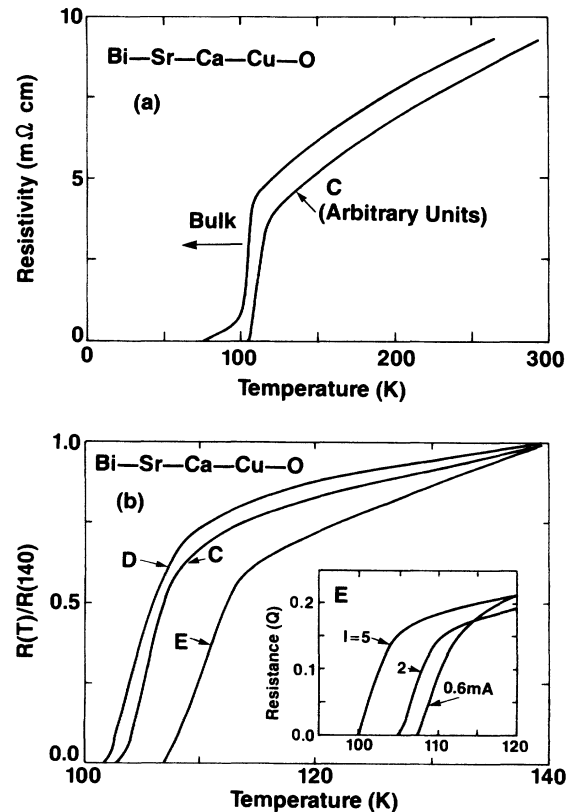 10
Bi—Sr—Ca—Cu—O
(a)
C
(Arbitrary Units)
5
Bulk
0
Resistivity (mΩ cm)
0 100 200 300
Temperature (K)
1.0
Bi—Sr—Ca—Cu—O
(b)
D
C
E
0.5
0.0
R(T)/R(140)
E
0.2
0.1
0.0
Resistance (Q)
I=5
2
0.6mA
100 110 120
100 120 140
Temperature (K)